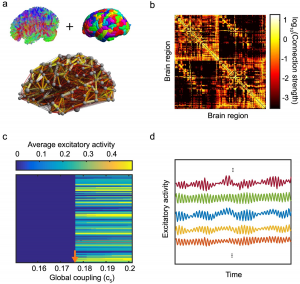 a
+
b
Brain region
Brain region
1
0
-1
-2
log₁₀(Connection strength)
c
Average excitatory activity
0 0.1 0.2 0.3 0.4
Brain region
0.16 0.17 0.18 0.19 0.2
Global coupling (c₅)
d
Excitatory activity
Time